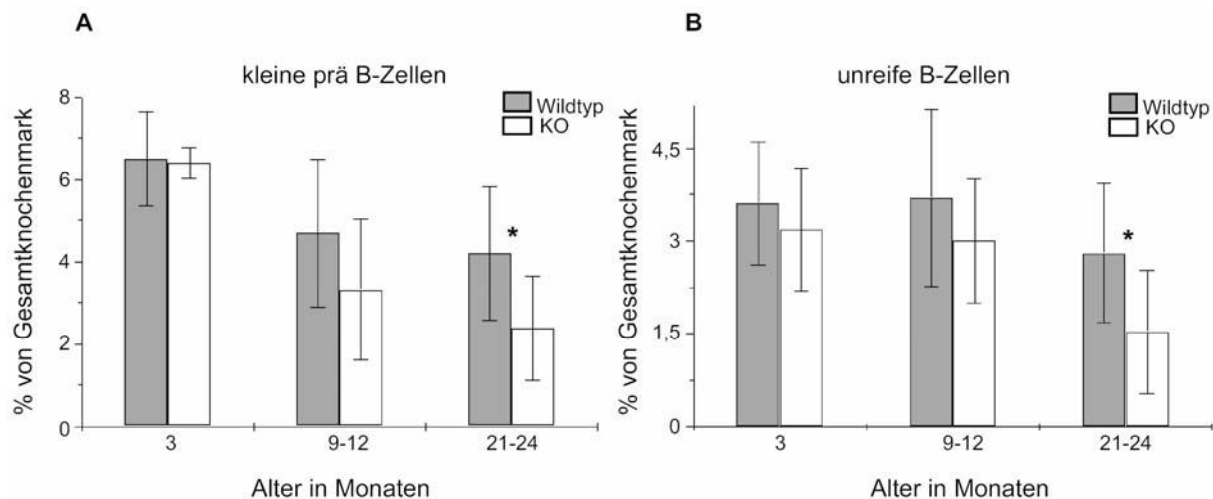 A
kleine prä B-Zellen
Wildtyp
KO
% von Gesamtknochenmark
8
6
4
2
0
3
9-12
21-24
*
Alter in Monaten
B
unreife B-Zellen
Wildtyp
KO
% von Gesamtknochenmark
4,5
3
1,5
0
3
9-12
21-24
*
Alter in Monaten